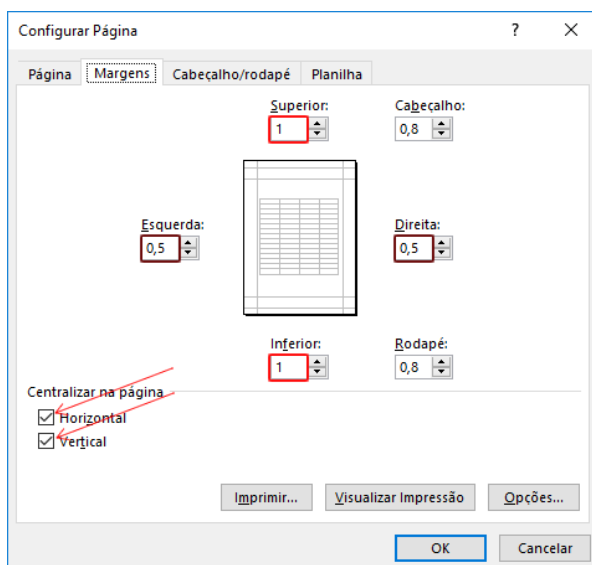 Configurar Página ?
Página Margens Cabeçalho/rodapé Planilha
Superior: Cabeçalho:
1 0,8
Esquerda: Direita:
0,5 0,5
Inferior: Rodapé:
1 0,8
Centralizar na página
Horizontal
Vertical
Imprimir... Visualizar Impressão Opções...
OK Cancelar